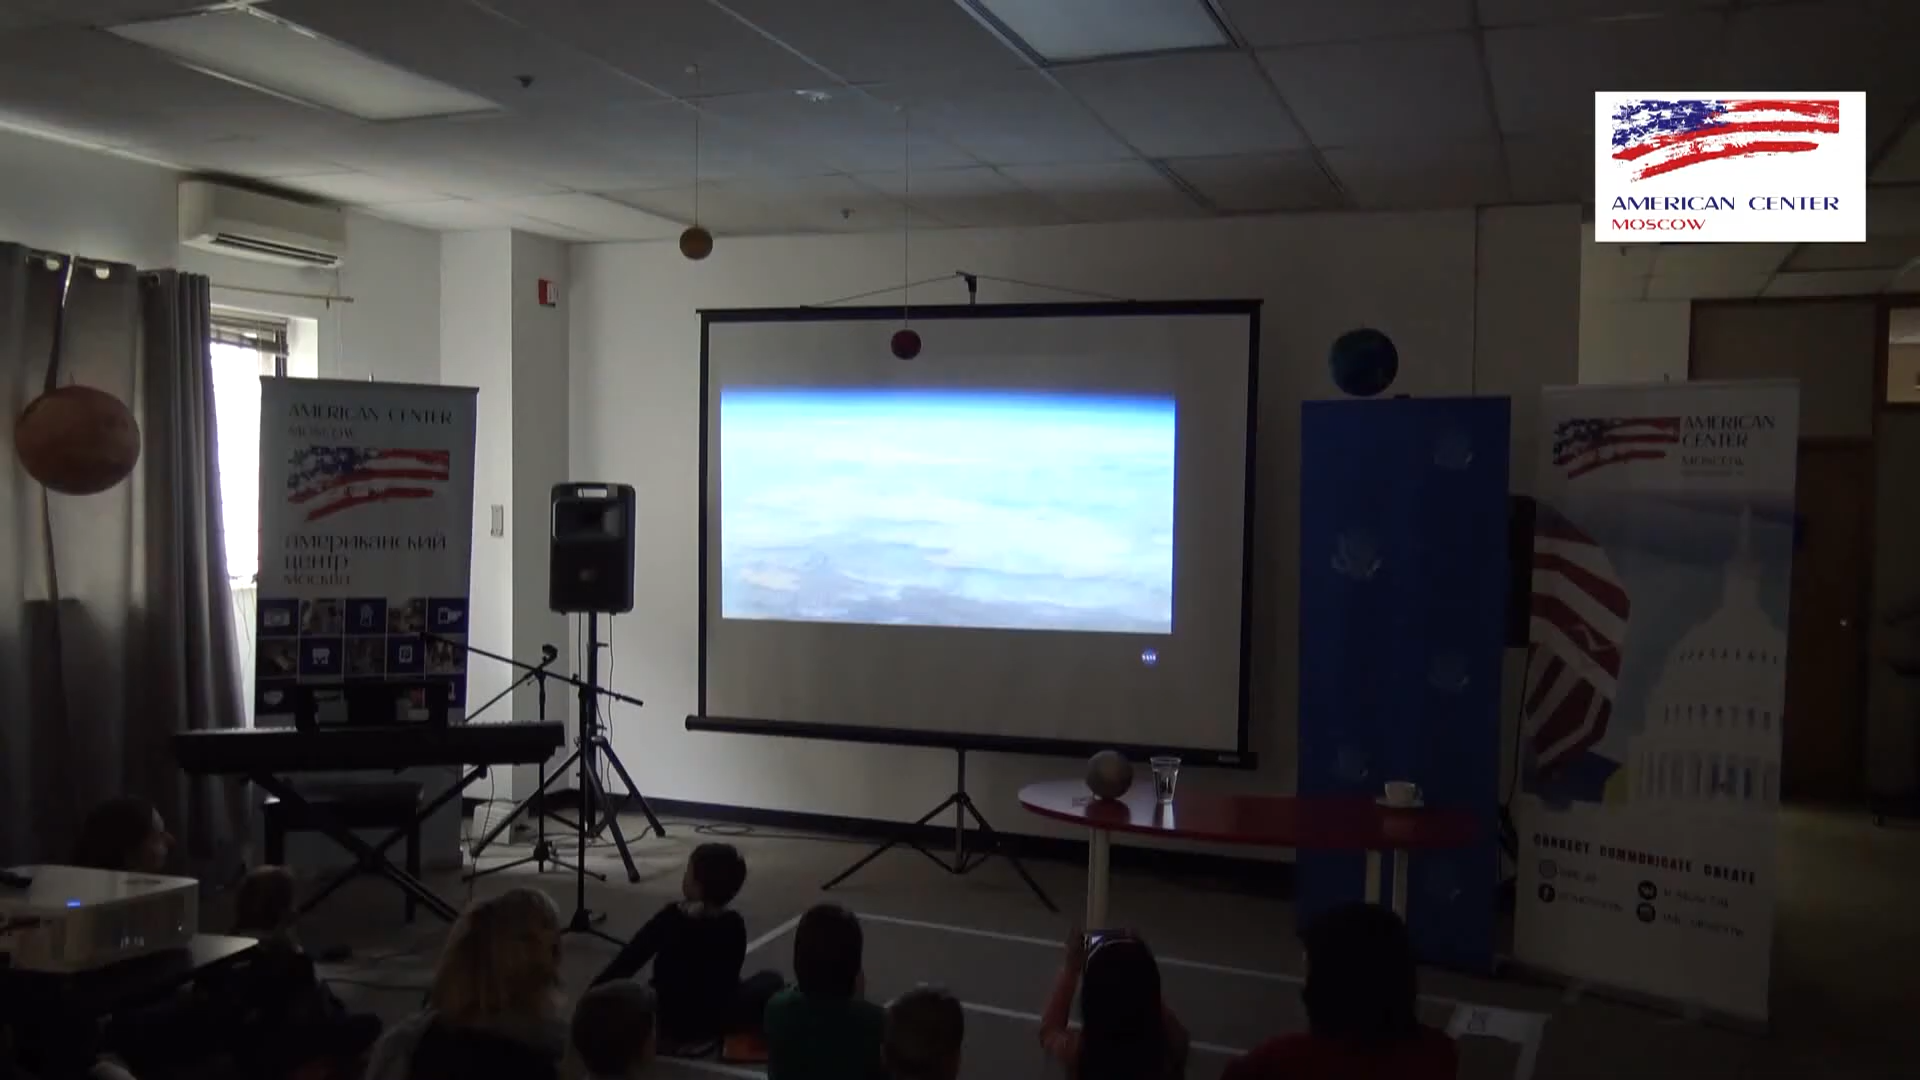 AMERICAN CENTER
MOSCOW
AMERICAN CENTER
MOSCOW
АМЕРИКАНСКИЙ
ЦЕНТР
МОСКВА
AMERICAN
CENTER
MOSCOW
CONNECT COMMUNICATE CREATE